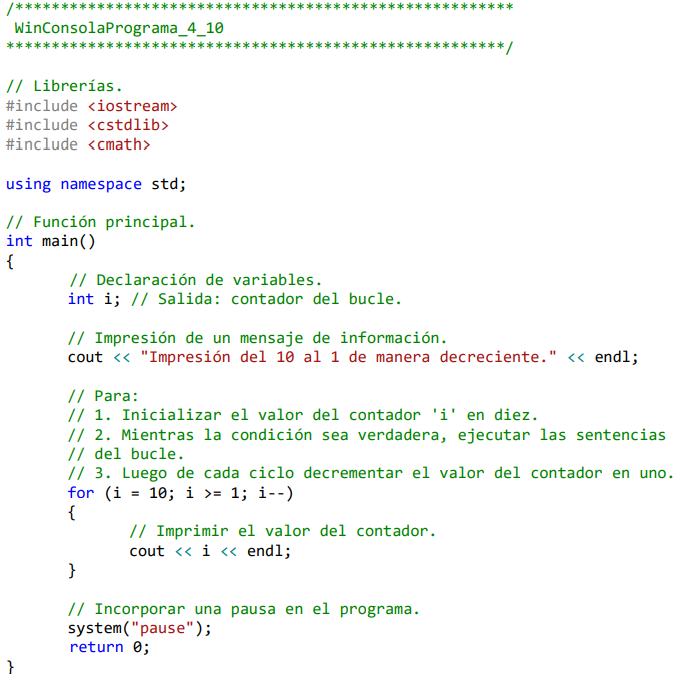 /*****************************************************
WinConsolaPrograma_4_10
*****************************************************/
// Librerías.
#include <iostream>
#include <cstdlib>
#include <cmath>
using namespace std;
// Función principal.
int main()
{
// Declaración de variables.
int i; // Salida: contador del bucle.
// Impresión de un mensaje de información.
cout << "Impresión del 10 al 1 de manera decreciente." << endl;
// Para:
// 1. Inicializar el valor del contador 'i' en diez.
// 2. Mientras la condición sea verdadera, ejecutar las sentencias
// del bucle.
// 3. Luego de cada ciclo decrementar el valor del contador en uno.
for (i = 10; i >= 1; i--)
{
// Imprimir el valor del contador.
cout << i << endl;
}
// Incorporar una pausa en el programa.
system("pause");
return 0;
}